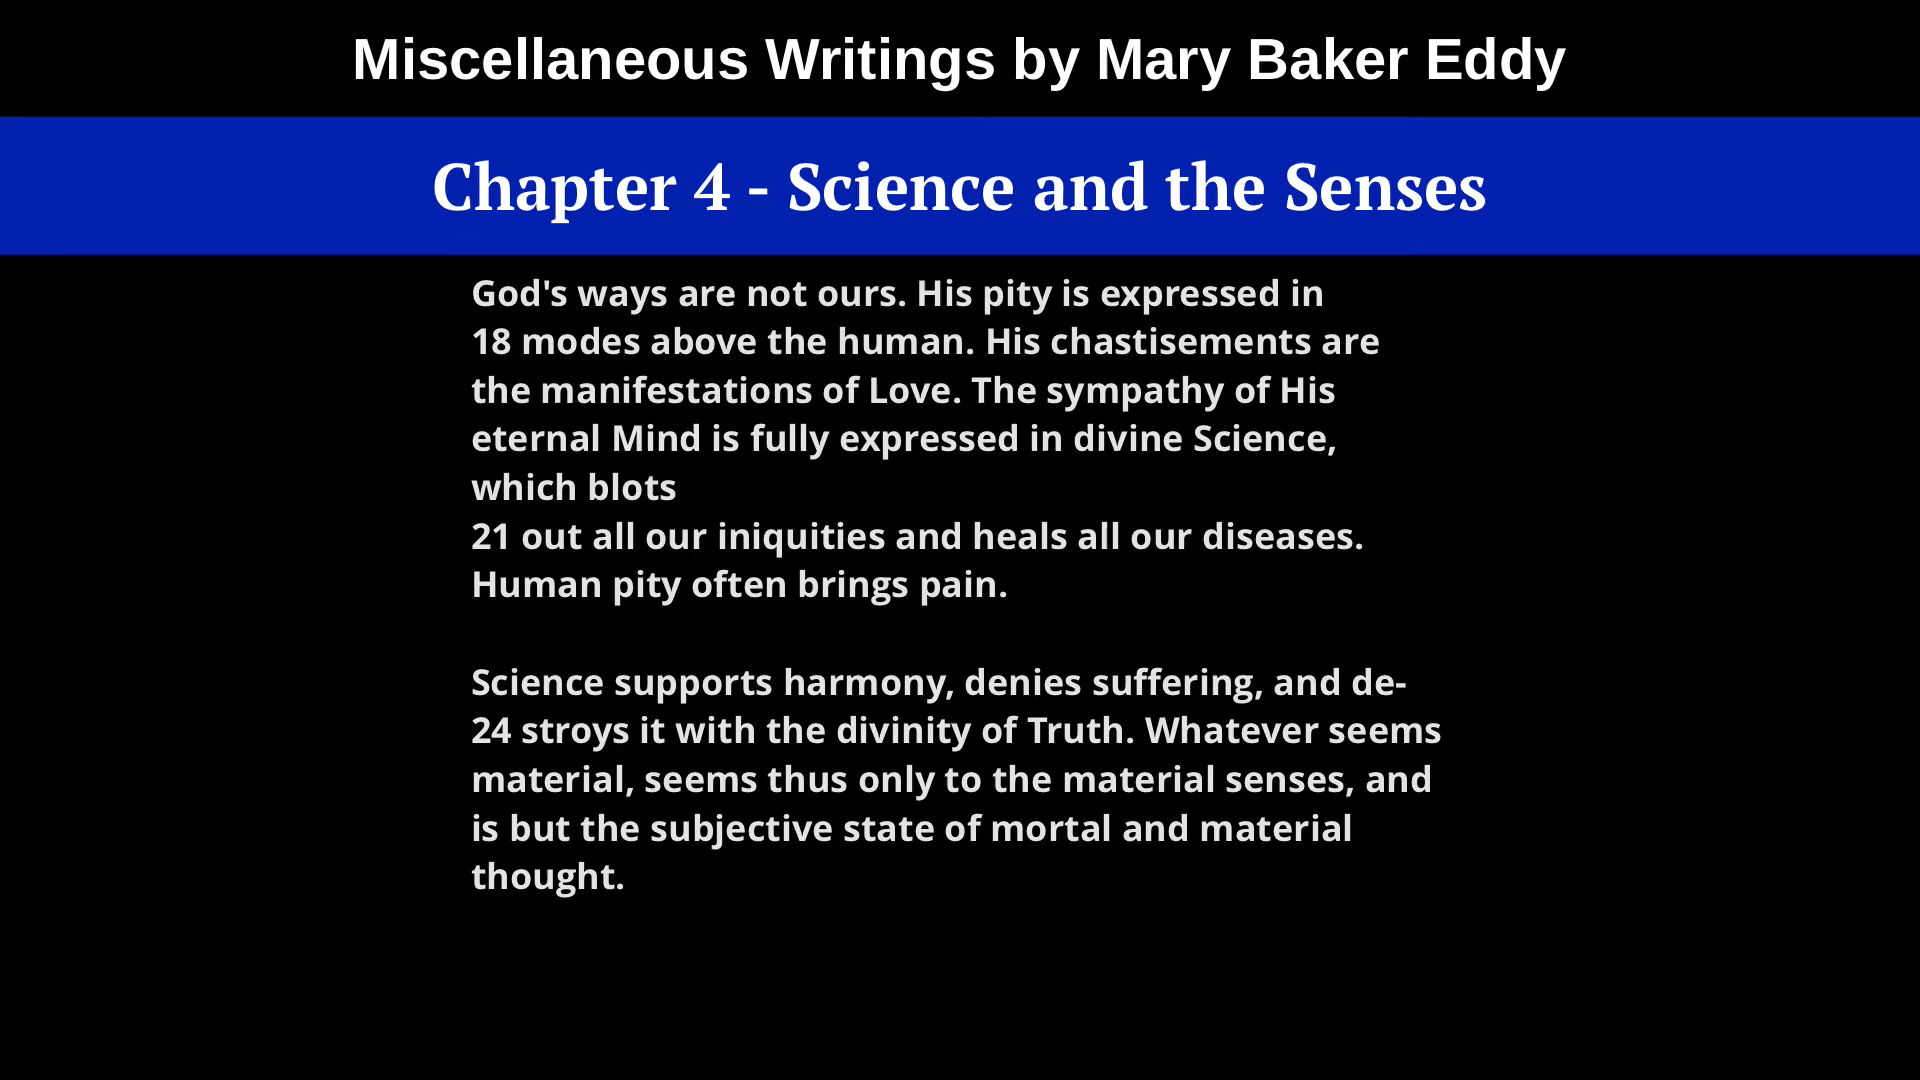 Miscellaneous Writings by Mary Baker Eddy
Chapter 4 - Science and the Senses
God's ways are not ours. His pity is expressed in
18 modes above the human. His chastisements are
the manifestations of Love. The sympathy of His
eternal Mind is fully expressed in divine Science,
which blots
21 out all our iniquities and heals all our diseases.
Human pity often brings pain.
Science supports harmony, denies suffering, and de-
24 stroys it with the divinity of Truth. Whatever seems
material, seems thus only to the material senses, and
is but the subjective state of mortal and material
thought.